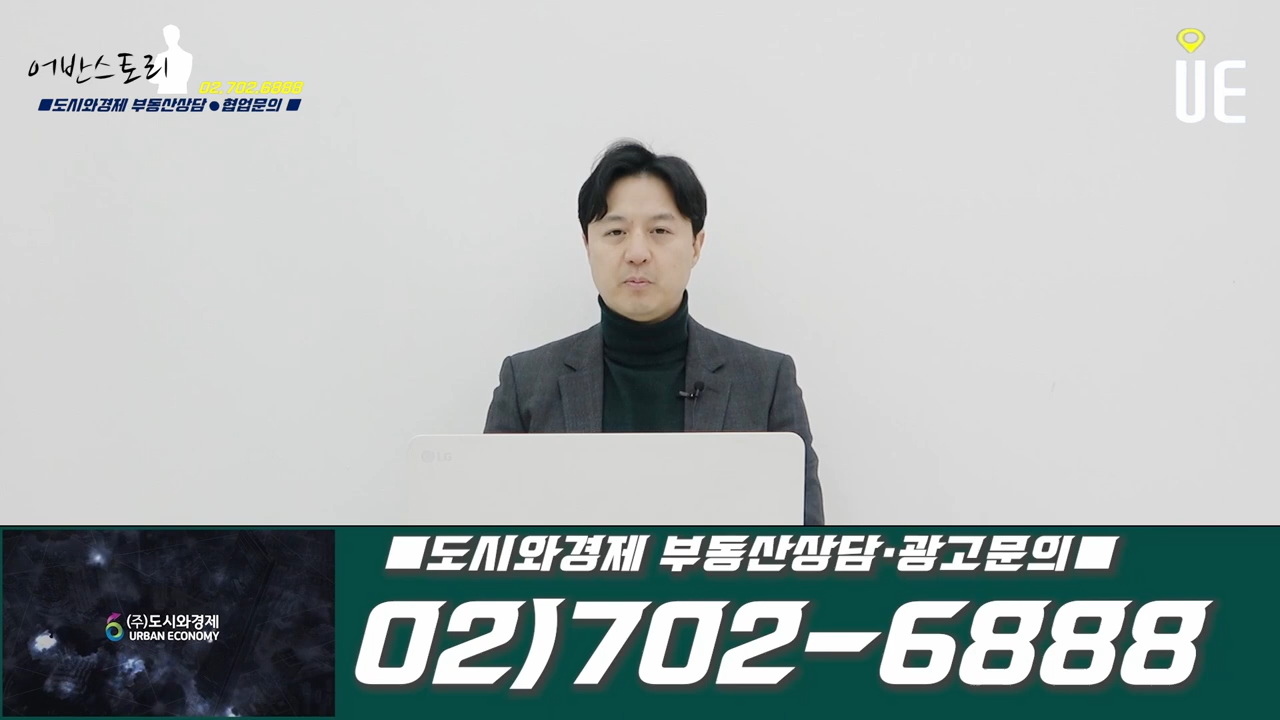 어반스토리
02.702.6888
■도시와경제 부동산상담●협업문의 ■
UE
LG
■도시와경제 부동산상담·광고문의■
02)702-6888
(주)도시와경제
URBAN ECONOMY